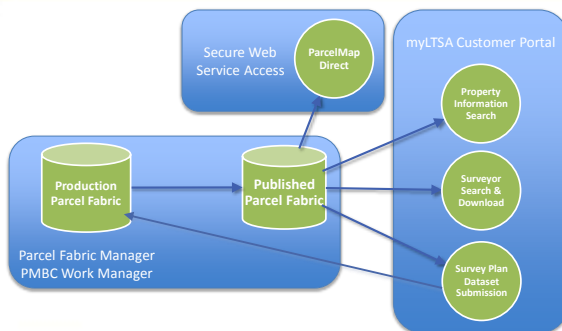 Secure Web
Service Access
ParcelMap
Direct
myLTSA Customer Portal
Property
Information
Search
Surveyor
Search &
Download
Survey Plan
Dataset
Submission
Production
Parcel Fabric
Published
Parcel Fabric
Parcel Fabric Manager
PMBC Work Manager